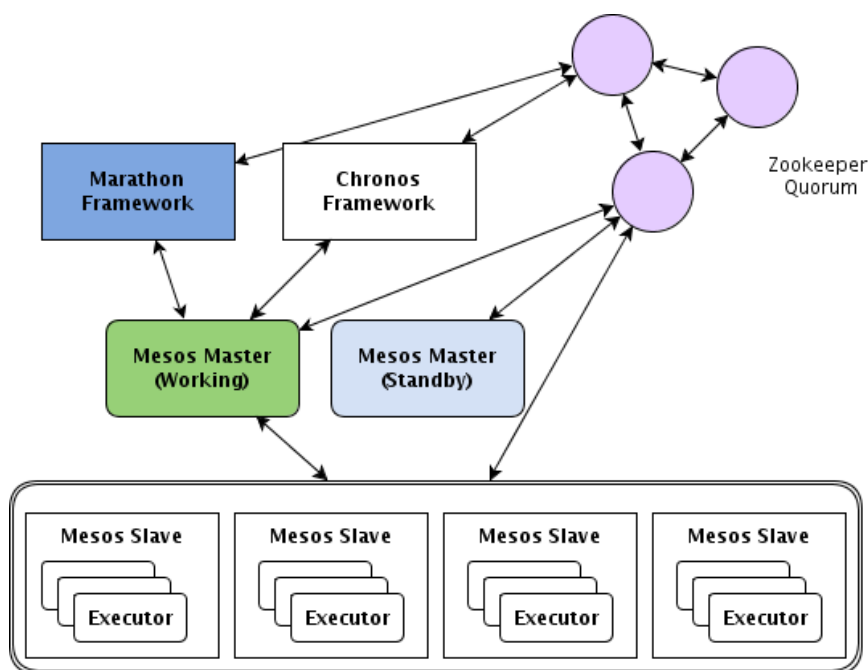 Zookeeper
Quorum
Marathon
Framework
Chronos
Framework
Mesos Master
(Working)
Mesos Master
(Standby)
Mesos Slave
Executor
Mesos Slave
Executor
Mesos Slave
Executor
Mesos Slave
Executor